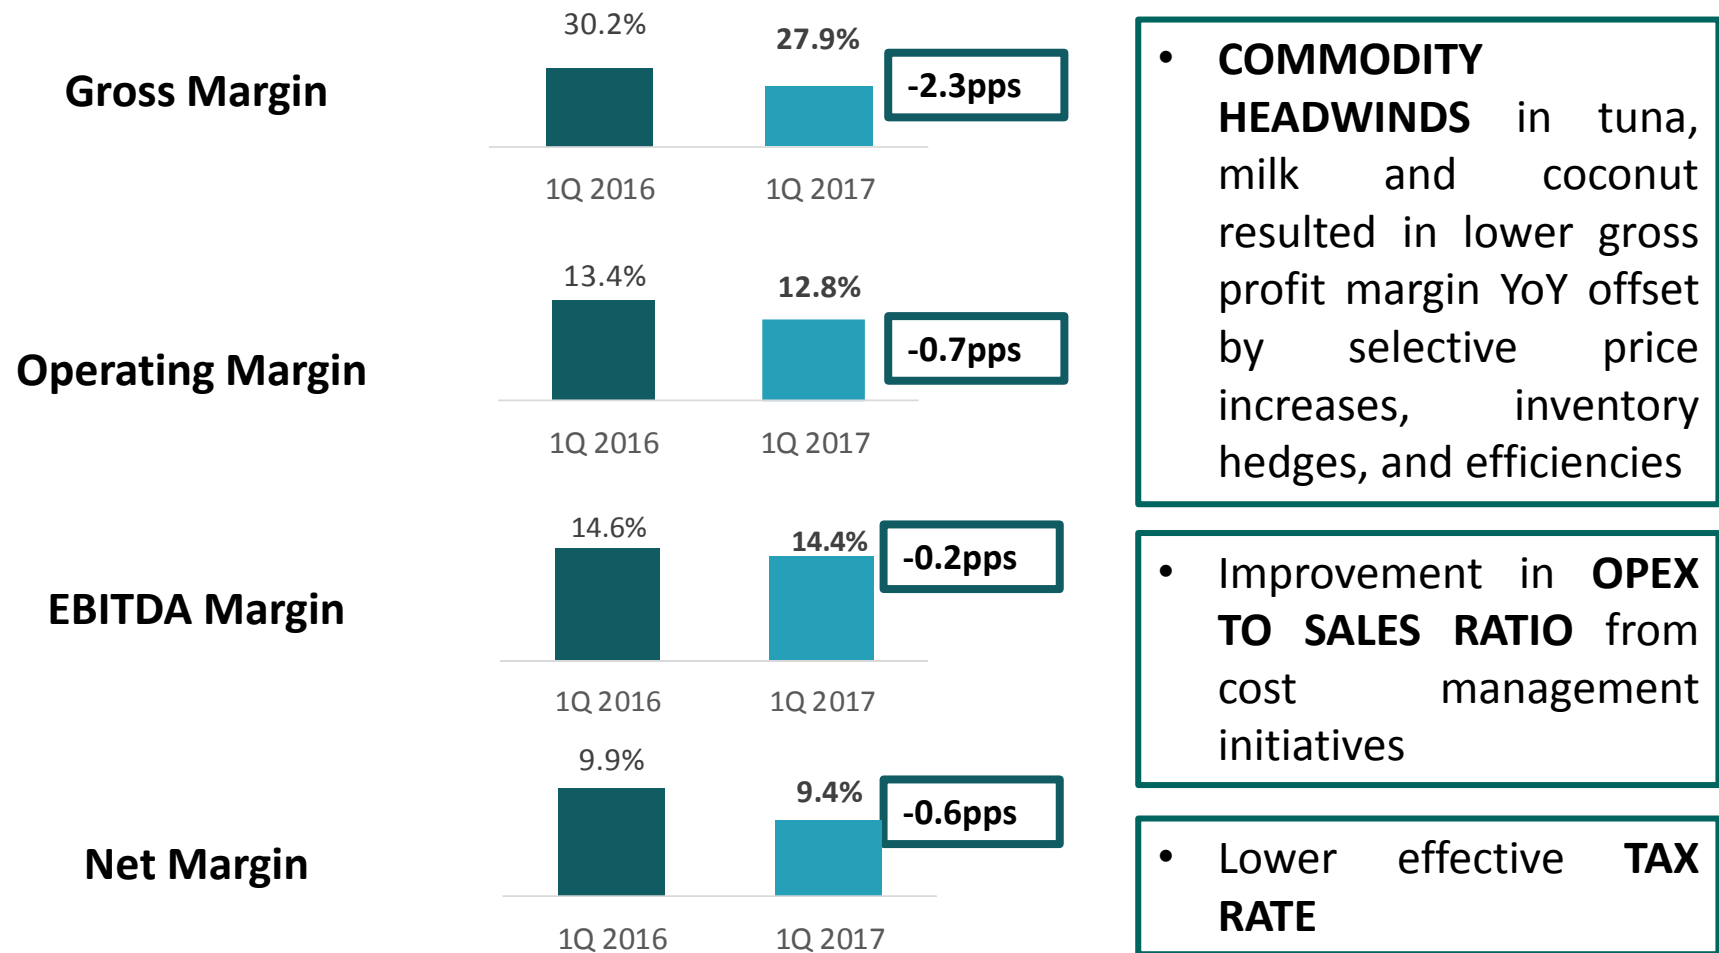 Gross Margin
30.2%
27.9%
-2.3pps
1Q 2016
1Q 2017
Operating Margin
13.4%
12.8%
-0.7pps
1Q 2016
1Q 2017
EBITDA Margin
14.6%
14.4%
-0.2pps
1Q 2016
1Q 2017
Net Margin
9.9%
9.4%
-0.6pps
1Q 2016
1Q 2017
• COMMODITY
HEADWINDS in tuna,
milk and coconut
resulted in lower gross
profit margin YoY offset
by selective price
increases, inventory
hedges, and efficiencies
• Improvement in OPEX
TO SALES RATIO from
cost management
initiatives
• Lower effective TAX
RATE